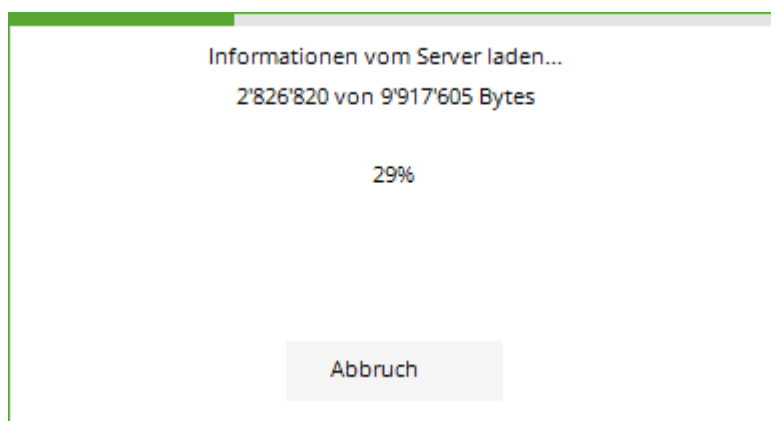 Informationen vom Server laden...
2'826'820 von 9'917'605 Bytes
29%
Abbruch